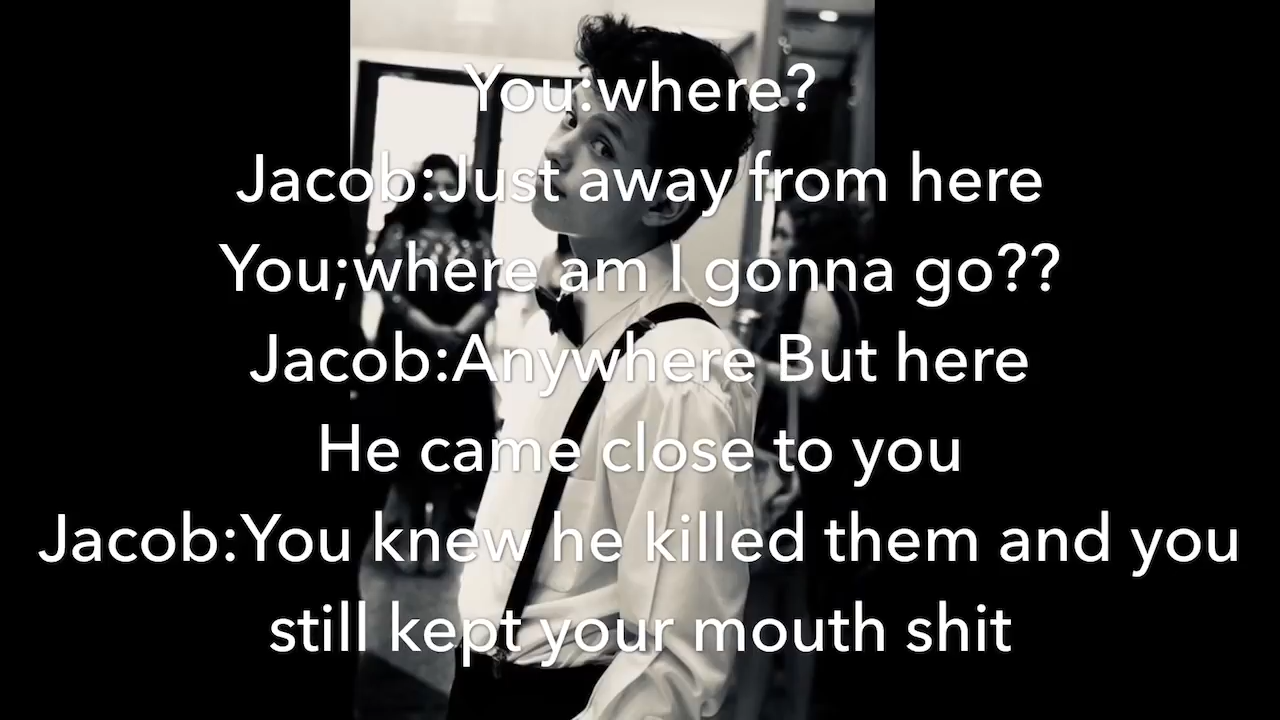 You:where?
Jacob:Just away from here
You;where am I gonna go??
Jacob:Anywhere But here
He came close to you
Jacob:You knew he killed them and you
still kept your mouth shit